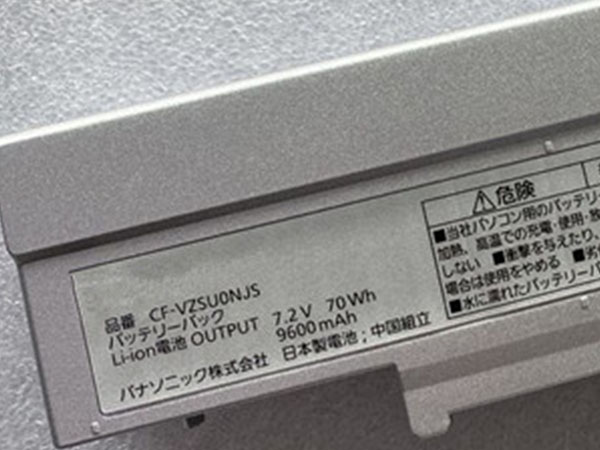 品番 CF-VZSU0NJS
バッテリーパック
Li-ion電池 OUTPUT 7.2V 70Wh
9600mAh
パナソニック株式会社 日本製電池;中国組立
⚠危険
■当社パソコン用のバッテリー
加熱、高温での充電・使用・放
しない ■衝撃を与えたり、
場合は使用をやめる ■劣化
■水に濡れたバッテリーパ